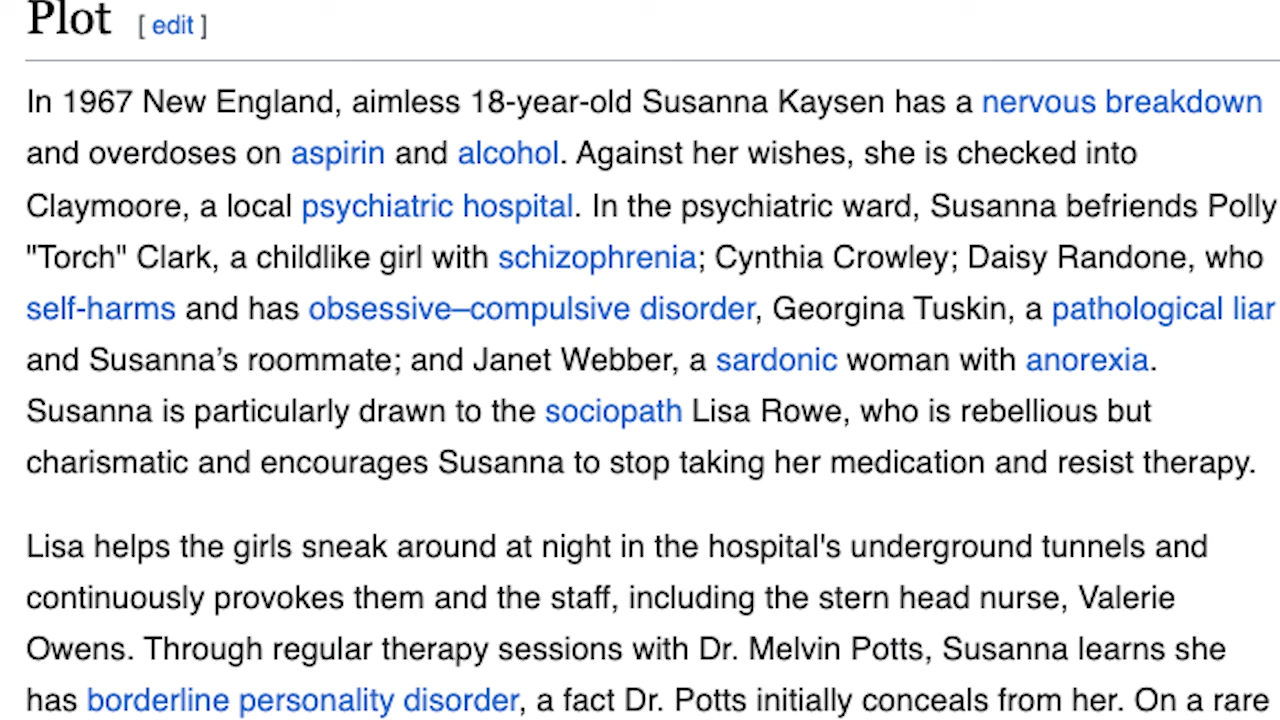 Plot [ edit ]
In 1967 New England, aimless 18-year-old Susanna Kaysen has a nervous breakdown
and overdoses on aspirin and alcohol. Against her wishes, she is checked into
Claymoore, a local psychiatric hospital. In the psychiatric ward, Susanna befriends Polly
"Torch" Clark, a childlike girl with schizophrenia; Cynthia Crowley; Daisy Randone, who
self-harms and has obsessive–compulsive disorder, Georgina Tuskin, a pathological liar
and Susanna’s roommate; and Janet Webber, a sardonic woman with anorexia.
Susanna is particularly drawn to the sociopath Lisa Rowe, who is rebellious but
charismatic and encourages Susanna to stop taking her medication and resist therapy.
Lisa helps the girls sneak around at night in the hospital's underground tunnels and
continuously provokes them and the staff, including the stern head nurse, Valerie
Owens. Through regular therapy sessions with Dr. Melvin Potts, Susanna learns she
has borderline personality disorder, a fact Dr. Potts initially conceals from her. On a rare